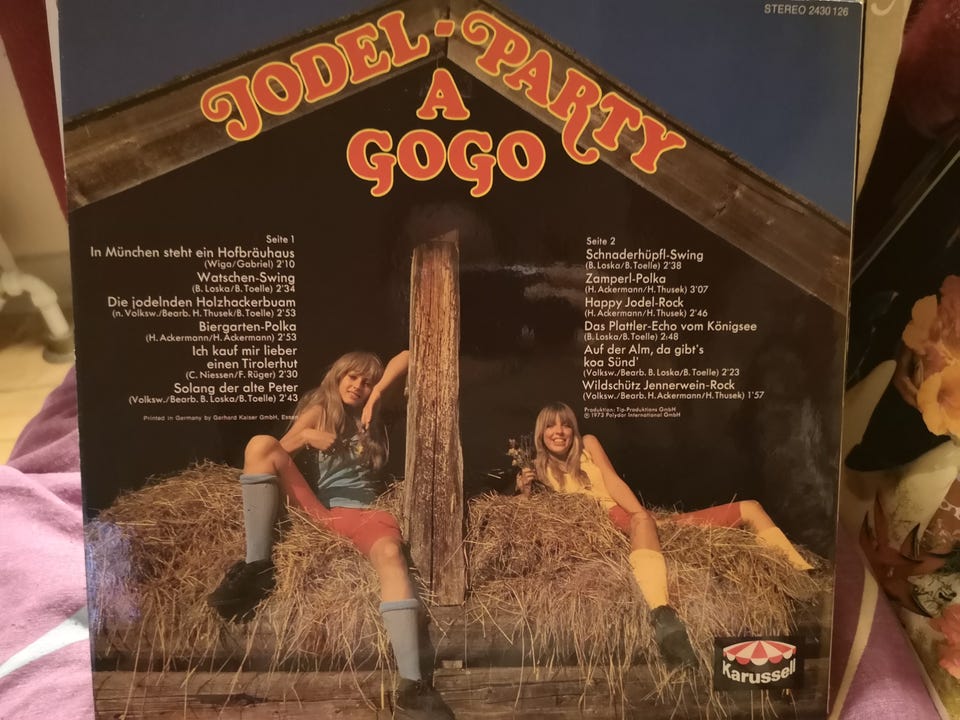 STEREO 2430 126
JODEL-PARTY
A
GOGO
Seite 1
In München steht ein Hofbräuhaus
(Wiga/Gabriel) 2'10
Watschen-Swing
(B. Loska/B. Toelle) 2'34
Die jodelnden Holzhackerbuam
(n. Volksw./Bearb. H. Thusek/B. Toelle) 2'53
Biergarten-Polka
(H. Ackermann/H. Ackermann) 2'53
Ich kauf mir lieber
einen Tirolerhut
(C. Niessen/F. Rüger) 2'30
Solang der alte Peter
(Volksw./Bearb. B. Loska/B. Toelle) 2'43
Printed in Germany by Gerhard Kaiser GmbH, Essen
Seite 2
Schnaderhüpfl-Swing
(B. Loska/B. Toelle) 2'38
Zamperl-Polka
(H. Ackermann/H. Thusek) 3'07
Happy Jodel-Rock
(H. Ackermann/H. Thusek) 2'46
Das Plattler-Echo vom Königsee
(B. Loska/B. Toelle) 2:48
Auf der Alm, da gibt's
koa Sünd'
(Volksw./Bearb. B. Loska/B. Toelle) 2'23
Wildschütz Jennerwein-Rock
(Volksw./Bearb. H. Ackermann/H. Thusek) 1'57
Produktion: Tip-Produktions GmbH
℗ 1973 Polydor International GmbH
Karussell